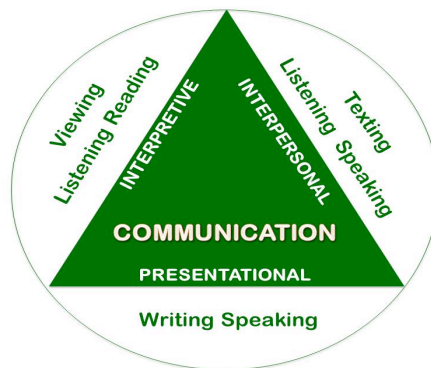 Viewing
Listening Reading
INTERPRETIVE
Texting
Listening Speaking
INTERPERSONAL
COMMUNICATION
PRESENTATIONAL
Writing Speaking